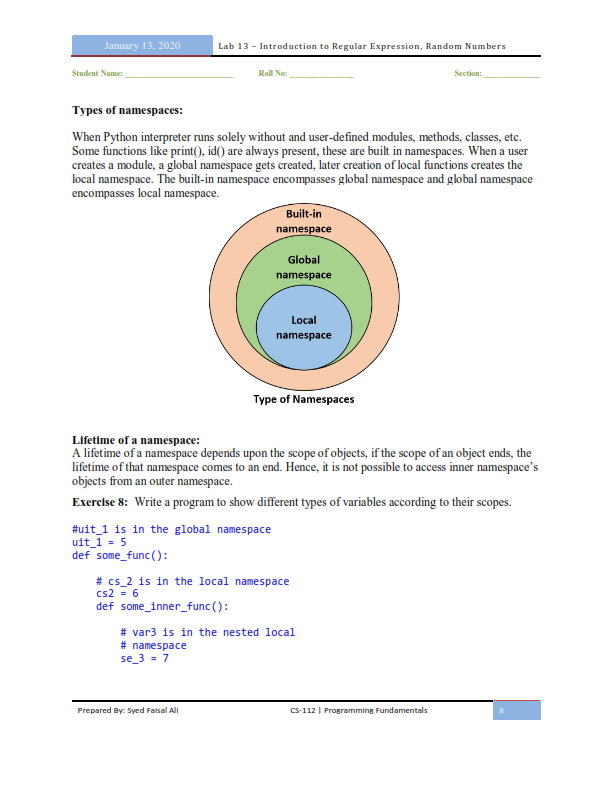 January 13, 2020 Lab 13 – Introduction to Regular Expression, Random Numbers
Student Name: ___________________________ Roll No: ________________ Section: ______________
Types of namespaces:
When Python interpreter runs solely without and user-defined modules, methods, classes, etc.
Some functions like print(), id() are always present, these are built in namespaces. When a user
creates a module, a global namespace gets created, later creation of local functions creates the
local namespace. The built-in namespace encompasses global namespace and global namespace
encompasses local namespace.
Built-in
namespace
Global
namespace
Local
namespace
Type of Namespaces
Lifetime of a namespace:
A lifetime of a namespace depends upon the scope of objects, if the scope of an object ends, the
lifetime of that namespace comes to an end. Hence, it is not possible to access inner namespace’s
objects from an outer namespace.
Exercise 8: Write a program to show different types of variables according to their scopes.
#uit_1 is in the global namespace
uit_1 = 5
def some_func():
    # cs_2 is in the local namespace
    cs2 = 6
    def some_inner_func():
        # var3 is in the nested local
        # namespace
        se_3 = 7
Prepared By: Syed Faisal Ali CS-112 | Programming Fundamentals 8